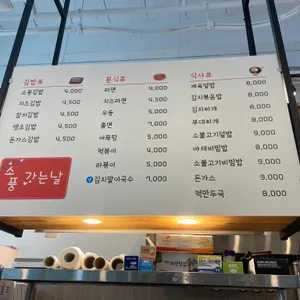 김밥류
소풍김밥 4,000
치즈김밥 4,500
참치김밥 4,500
땡초김밥 4,500
돈가스김밥 4,500
소풍 가는날
분식류
라면 4,000
치즈라면 4,500
우동 5,000
쫄면 7,000
어묵탕 5,000
떡볶이 4,000
라볶이 5,000
김치말이국수 7,000
식사류
제육덮밥 8,000
김치볶음밥 8,000
김치찌개 8,000
부대찌개 8,000
소불고기덮밥 9,000
야채비빔밥 8,000
소불고기비빔밥 9,000
돈가스 9,000
떡만두국 8,000